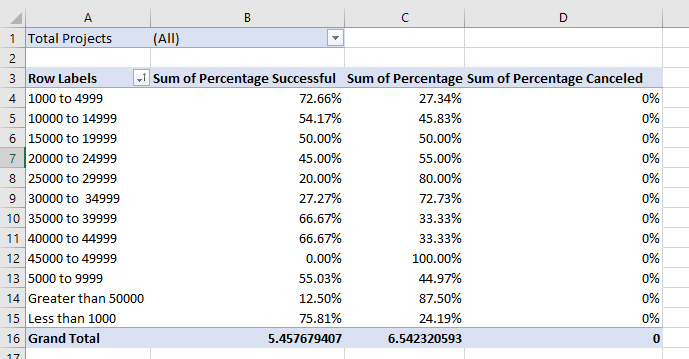 A B C D
1 Total Projects (All)
2
3 Row Labels Sum of Percentage Successful Sum of Percentage Sum of Percentage Canceled
4 1000 to 4999 72.66% 27.34% 0%
5 10000 to 14999 54.17% 45.83% 0%
6 15000 to 19999 50.00% 50.00% 0%
7 20000 to 24999 45.00% 55.00% 0%
8 25000 to 29999 20.00% 80.00% 0%
9 30000 to  34999 27.27% 72.73% 0%
10 35000 to 39999 66.67% 33.33% 0%
11 40000 to 44999 66.67% 33.33% 0%
12 45000 to 49999 0.00% 100.00% 0%
13 5000 to 9999 55.03% 44.97% 0%
14 Greater than 50000 12.50% 87.50% 0%
15 Less than 1000 75.81% 24.19% 0%
16 Grand Total 5.457679407 6.542320593 0
17